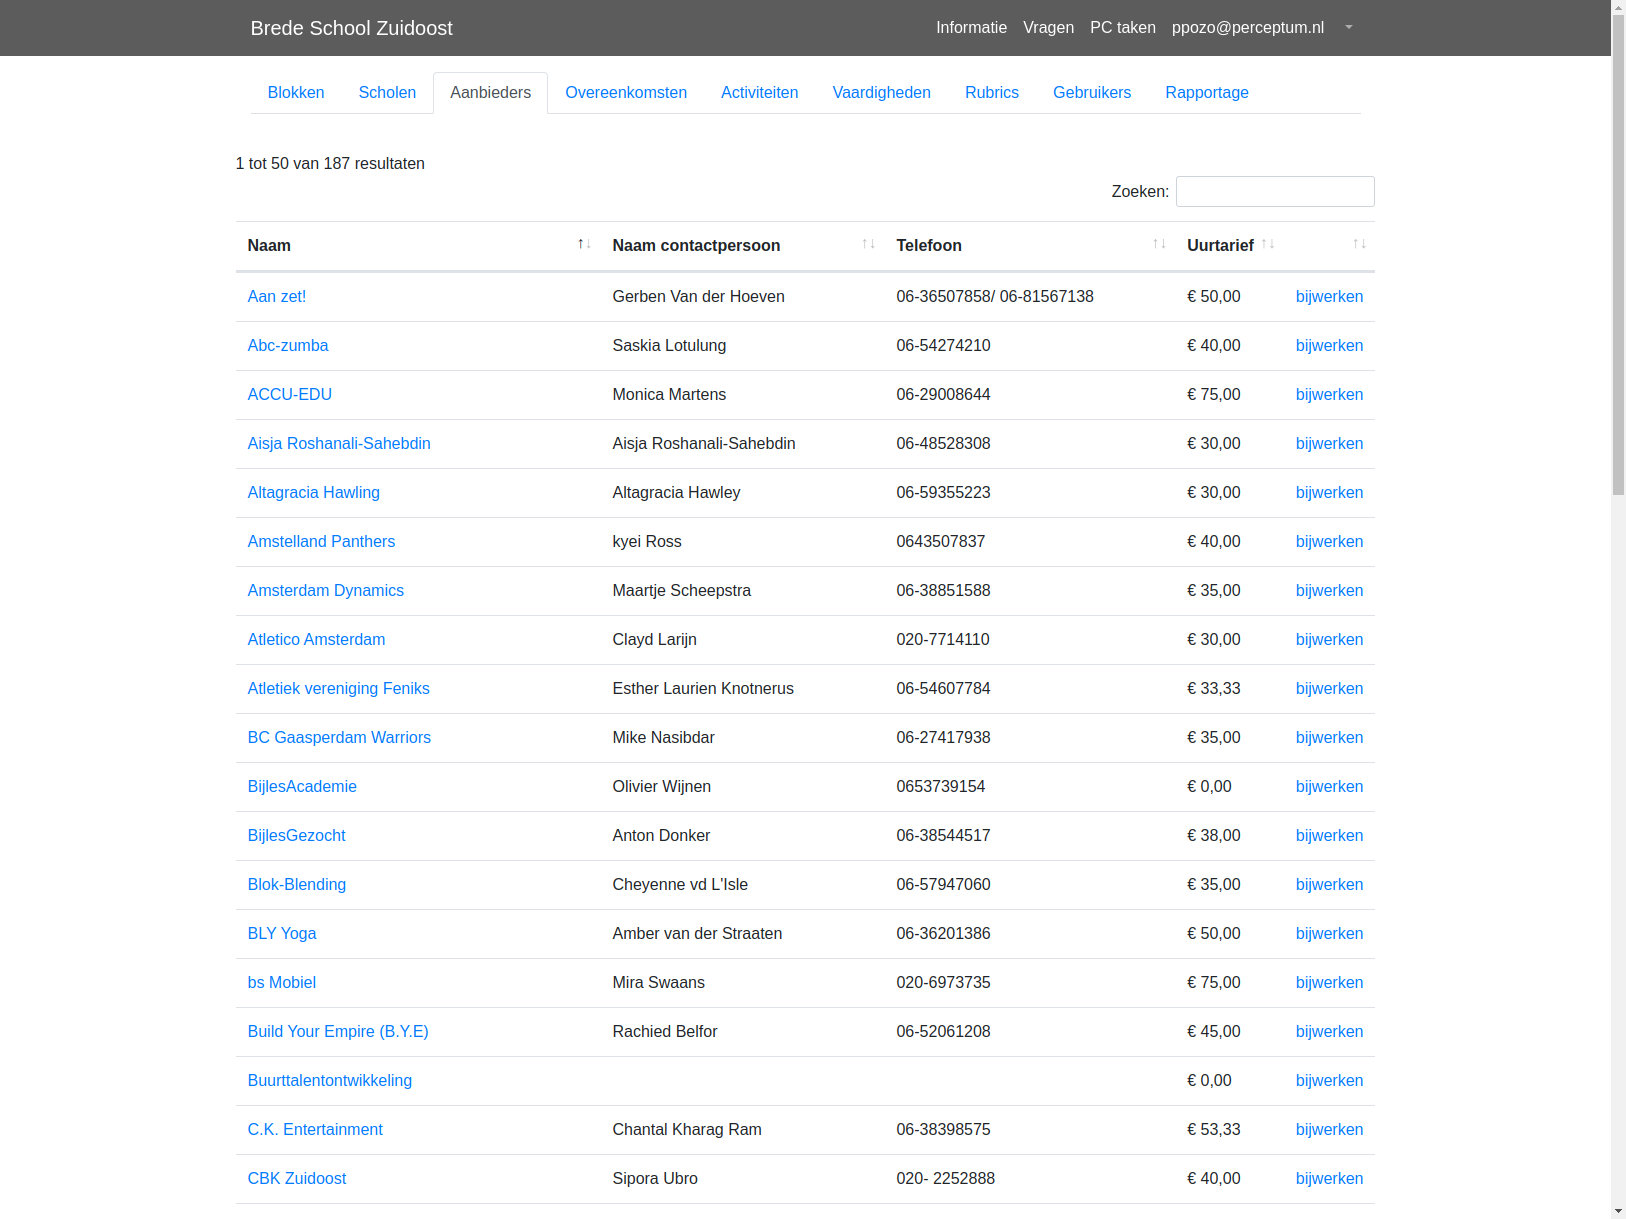 Brede School Zuidoost Informatie Vragen PC taken ppozo@perceptum.nl
Blokken Scholen Aanbieders Overeenkomsten Activiteiten Vaardigheden Rubrics Gebruikers Rapportage
1 tot 50 van 187 resultaten
Zoeken:
Naam ↑↓ Naam contactpersoon ↑↓ Telefoon ↑↓ Uurtarief ↑↓ ↑↓
Aan zet! Gerben Van der Hoeven 06-36507858/ 06-81567138 € 50,00 bijwerken
Abc-zumba Saskia Lotulung 06-54274210 € 40,00 bijwerken
ACCU-EDU Monica Martens 06-29008644 € 75,00 bijwerken
Aisja Roshanali-Sahebdin Aisja Roshanali-Sahebdin 06-48528308 € 30,00 bijwerken
Altagracia Hawling Altagracia Hawley 06-59355223 € 30,00 bijwerken
Amstelland Panthers kyei Ross 0643507837 € 40,00 bijwerken
Amsterdam Dynamics Maartje Scheepstra 06-38851588 € 35,00 bijwerken
Atletico Amsterdam Clayd Larijn 020-7714110 € 30,00 bijwerken
Atletiek vereniging Feniks Esther Laurien Knotnerus 06-54607784 € 33,33 bijwerken
BC Gaasperdam Warriors Mike Nasibdar 06-27417938 € 35,00 bijwerken
BijlesAcademie Olivier Wijnen 0653739154 € 0,00 bijwerken
BijlesGezocht Anton Donker 06-38544517 € 38,00 bijwerken
Blok-Blending Cheyenne vd L'Isle 06-57947060 € 35,00 bijwerken
BLY Yoga Amber van der Straaten 06-36201386 € 50,00 bijwerken
bs Mobiel Mira Swaans 020-6973735 € 75,00 bijwerken
Build Your Empire (B.Y.E) Rachied Belfor 06-52061208 € 45,00 bijwerken
Buurttalentontwikkeling € 0,00 bijwerken
C.K. Entertainment Chantal Kharag Ram 06-38398575 € 53,33 bijwerken
CBK Zuidoost Sipora Ubro 020- 2252888 € 40,00 bijwerken